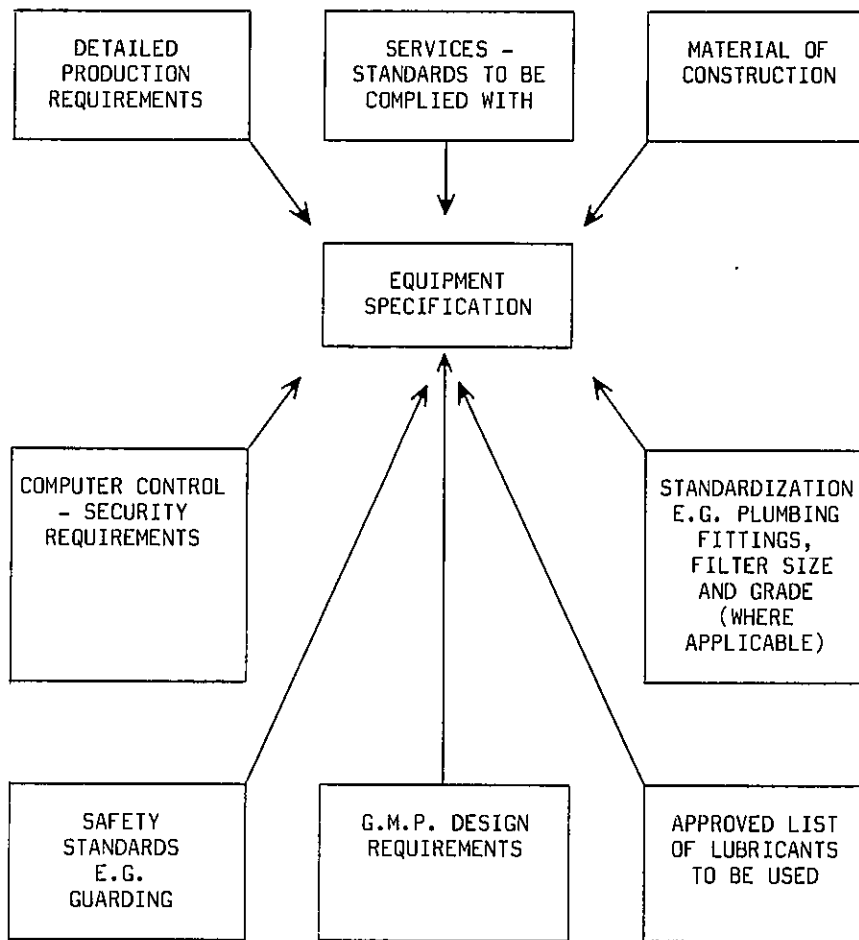 DETAILED
PRODUCTION
REQUIREMENTS
SERVICES -
STANDARDS TO BE
COMPLIED WITH
MATERIAL OF
CONSTRUCTION
EQUIPMENT
SPECIFICATION
COMPUTER CONTROL
- SECURITY
REQUIREMENTS
STANDARDIZATION
E.G. PLUMBING
FITTINGS,
FILTER SIZE
AND GRADE
(WHERE
APPLICABLE)
SAFETY
STANDARDS
E.G.
GUARDING
G.M.P. DESIGN
REQUIREMENTS
APPROVED LIST
OF LUBRICANTS
TO BE USED